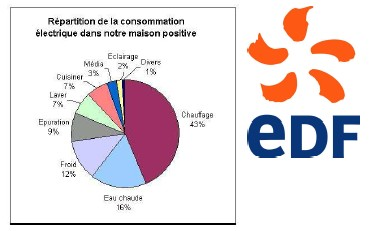 Répartition de la consommation
électrique dans notre maison positive
Eclairage
2%
Divers
1%
Média
3%
Cuisiner
7%
Laver
7%
Epuration
9%
Froid
12%
Eau chaude
16%
Chauffage
43%
eDF